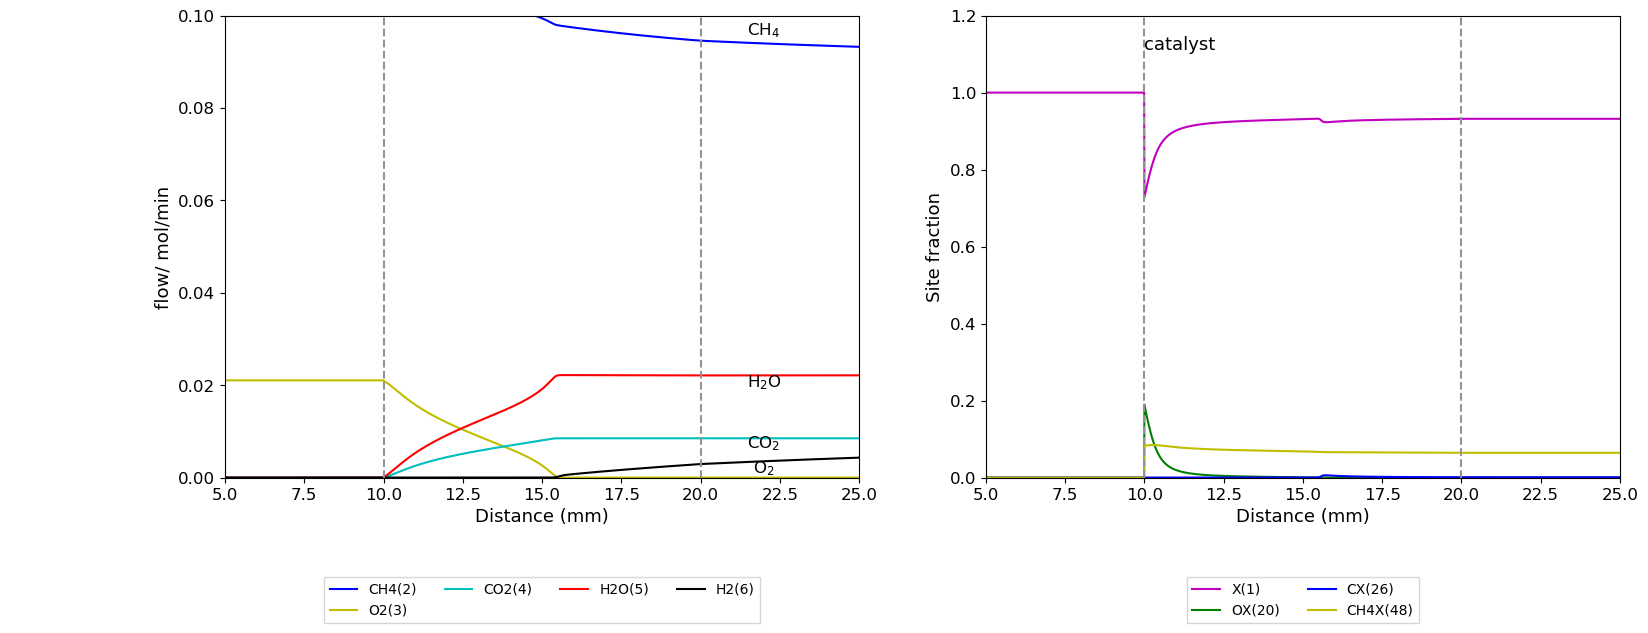 0.10
0.08
0.06
0.04
0.02
0.00
flow/ mol/min
CH₄
H₂O
CO₂
O₂
5.0 7.5 10.0 12.5 15.0 17.5 20.0 22.5 25.0
Distance (mm)
CH4(2) CO2(4) H2O(5) H2(6)
O2(3)
1.2
1.0
0.8
0.6
0.4
0.2
0.0
Site fraction
catalyst
5.0 7.5 10.0 12.5 15.0 17.5 20.0 22.5 25.0
Distance (mm)
X(1) CX(26)
OX(20) CH4X(48)